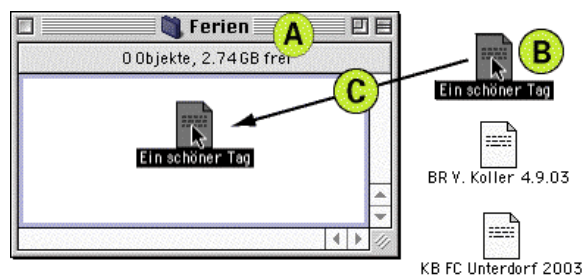 Ferien
A
0 Objekte, 2.74 GB frei
B
Ein schöner Tag
C
Ein schöner Tag
BR V. Koller 4.9.03
KB FC Unterdorf 2003